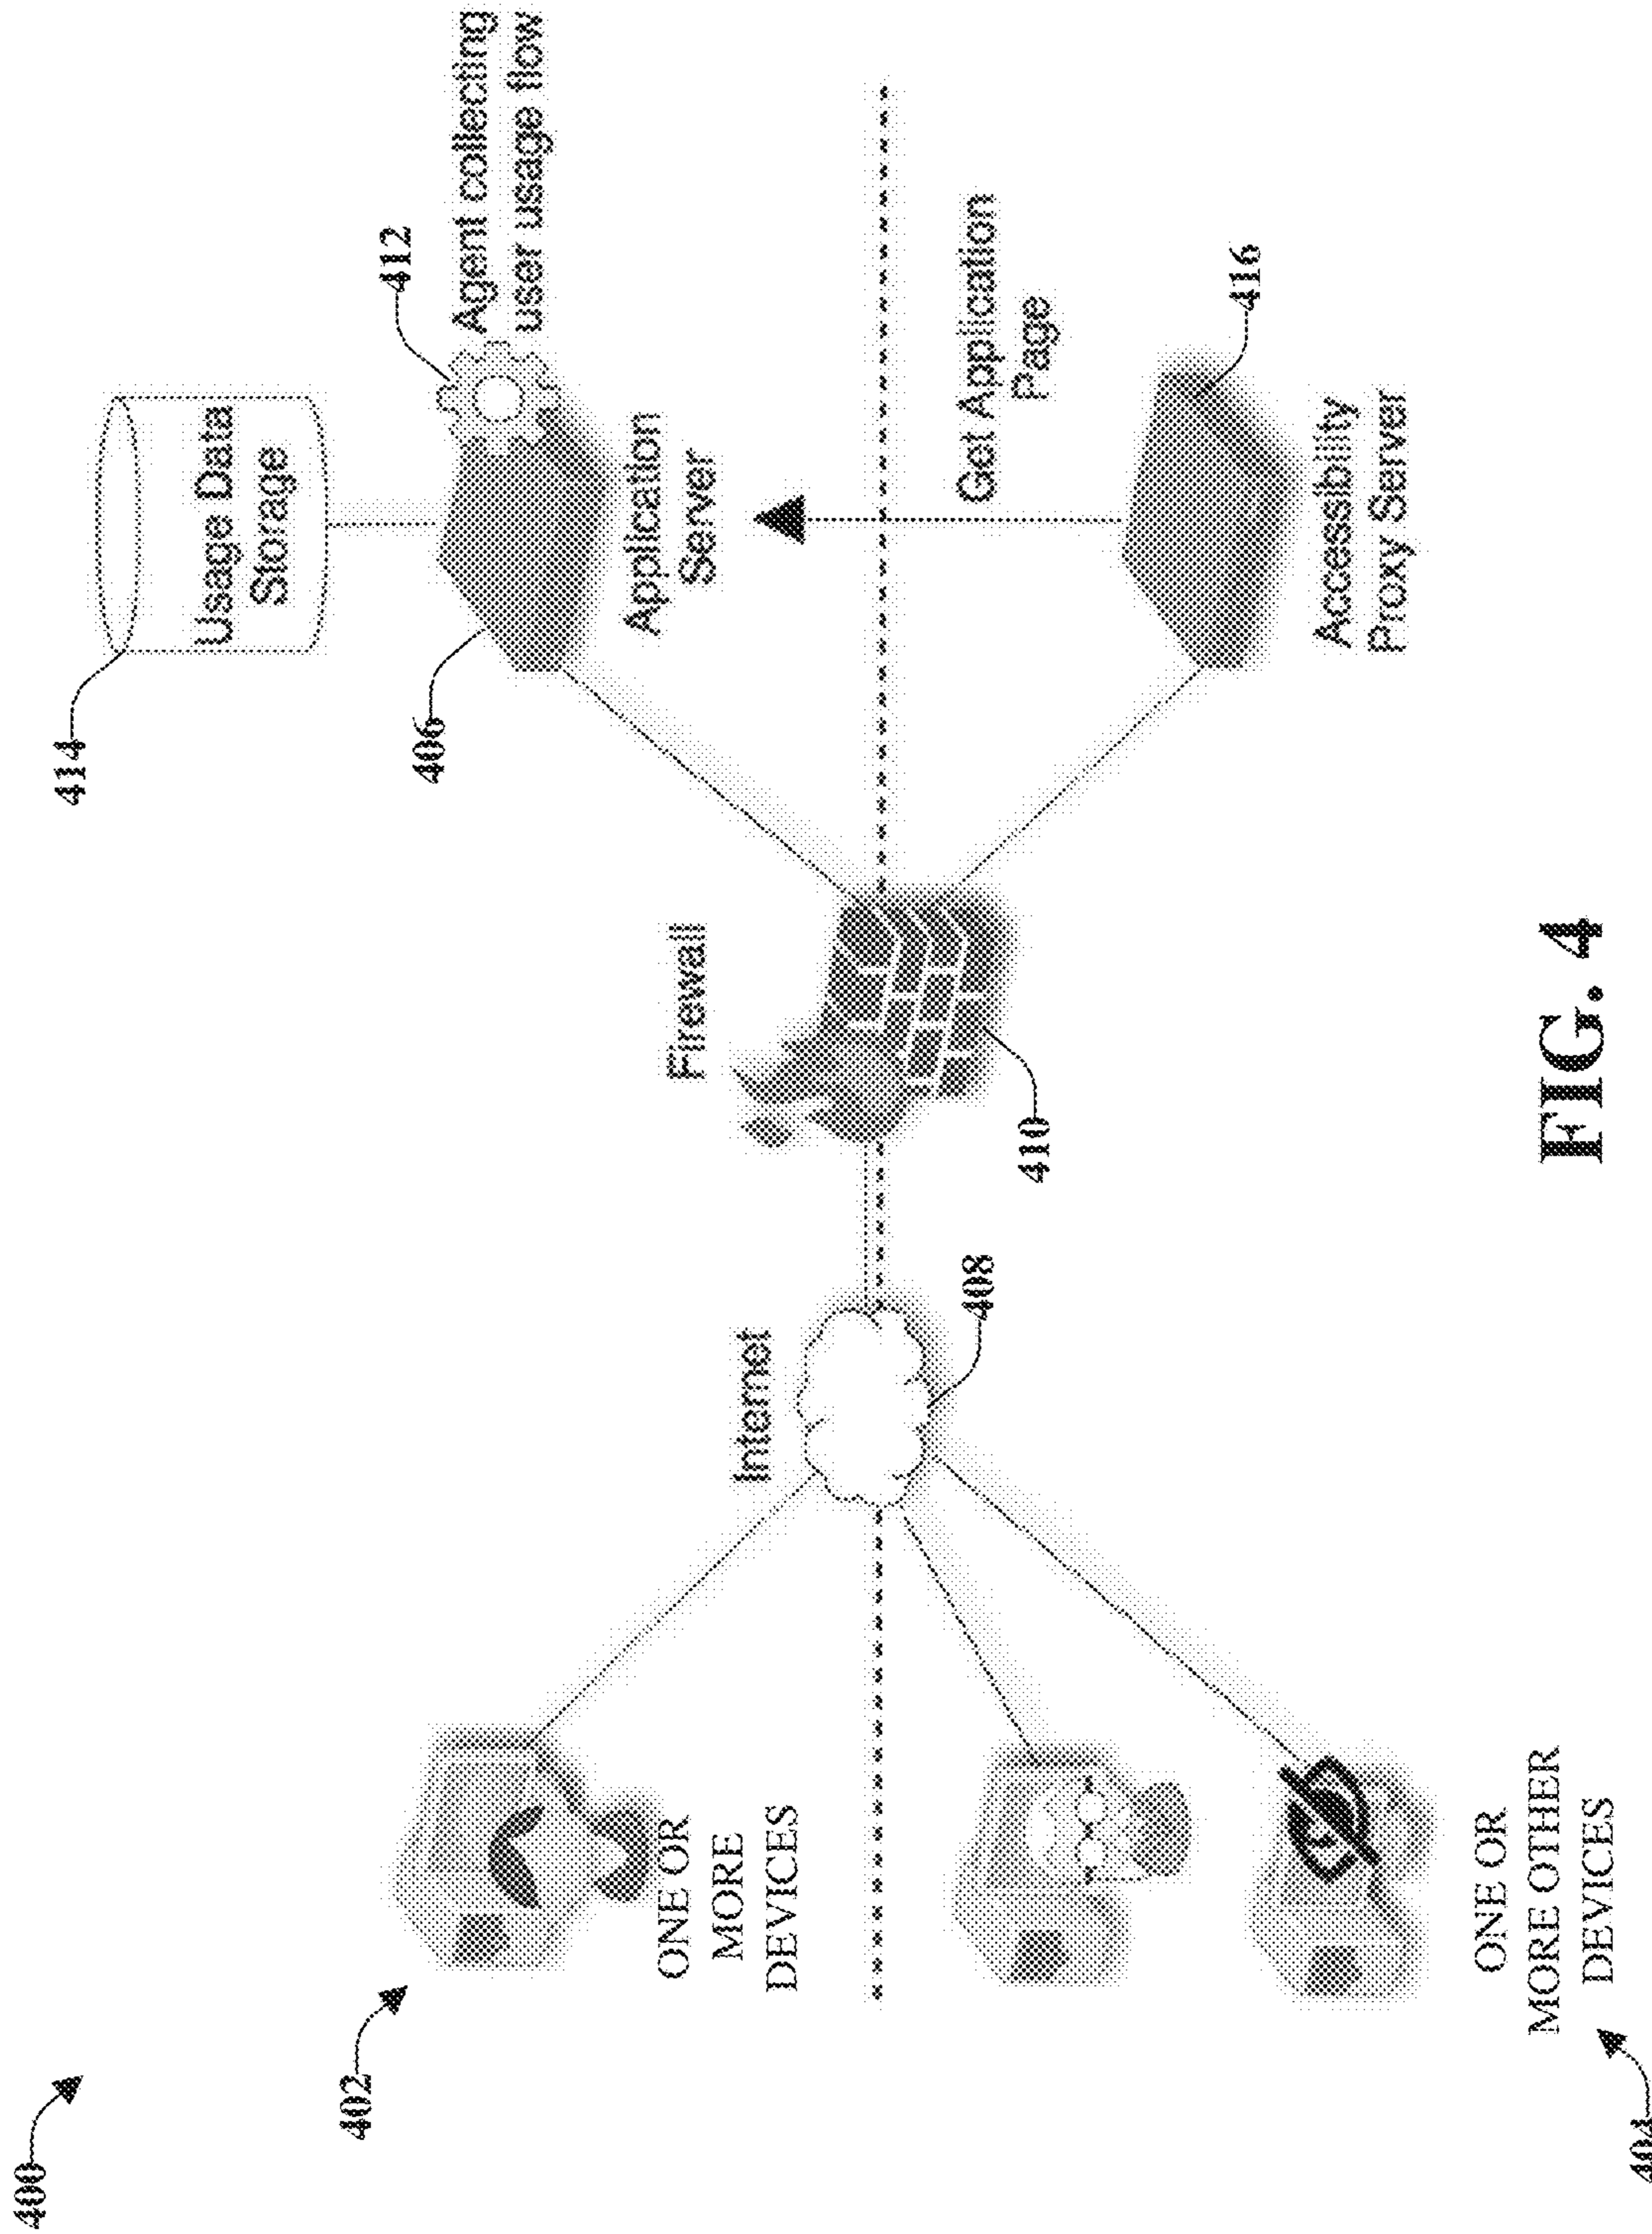 400
414
Usage Data
Storage
412
Agent collecting
user usage flow
406
Application
Server
402
ONE OR
MORE
DEVICES
Internet
408
Firewall
410
Get Application
Page
416
Accessibility
Proxy Server
ONE OR
MORE OTHER
DEVICES
404
FIG. 4